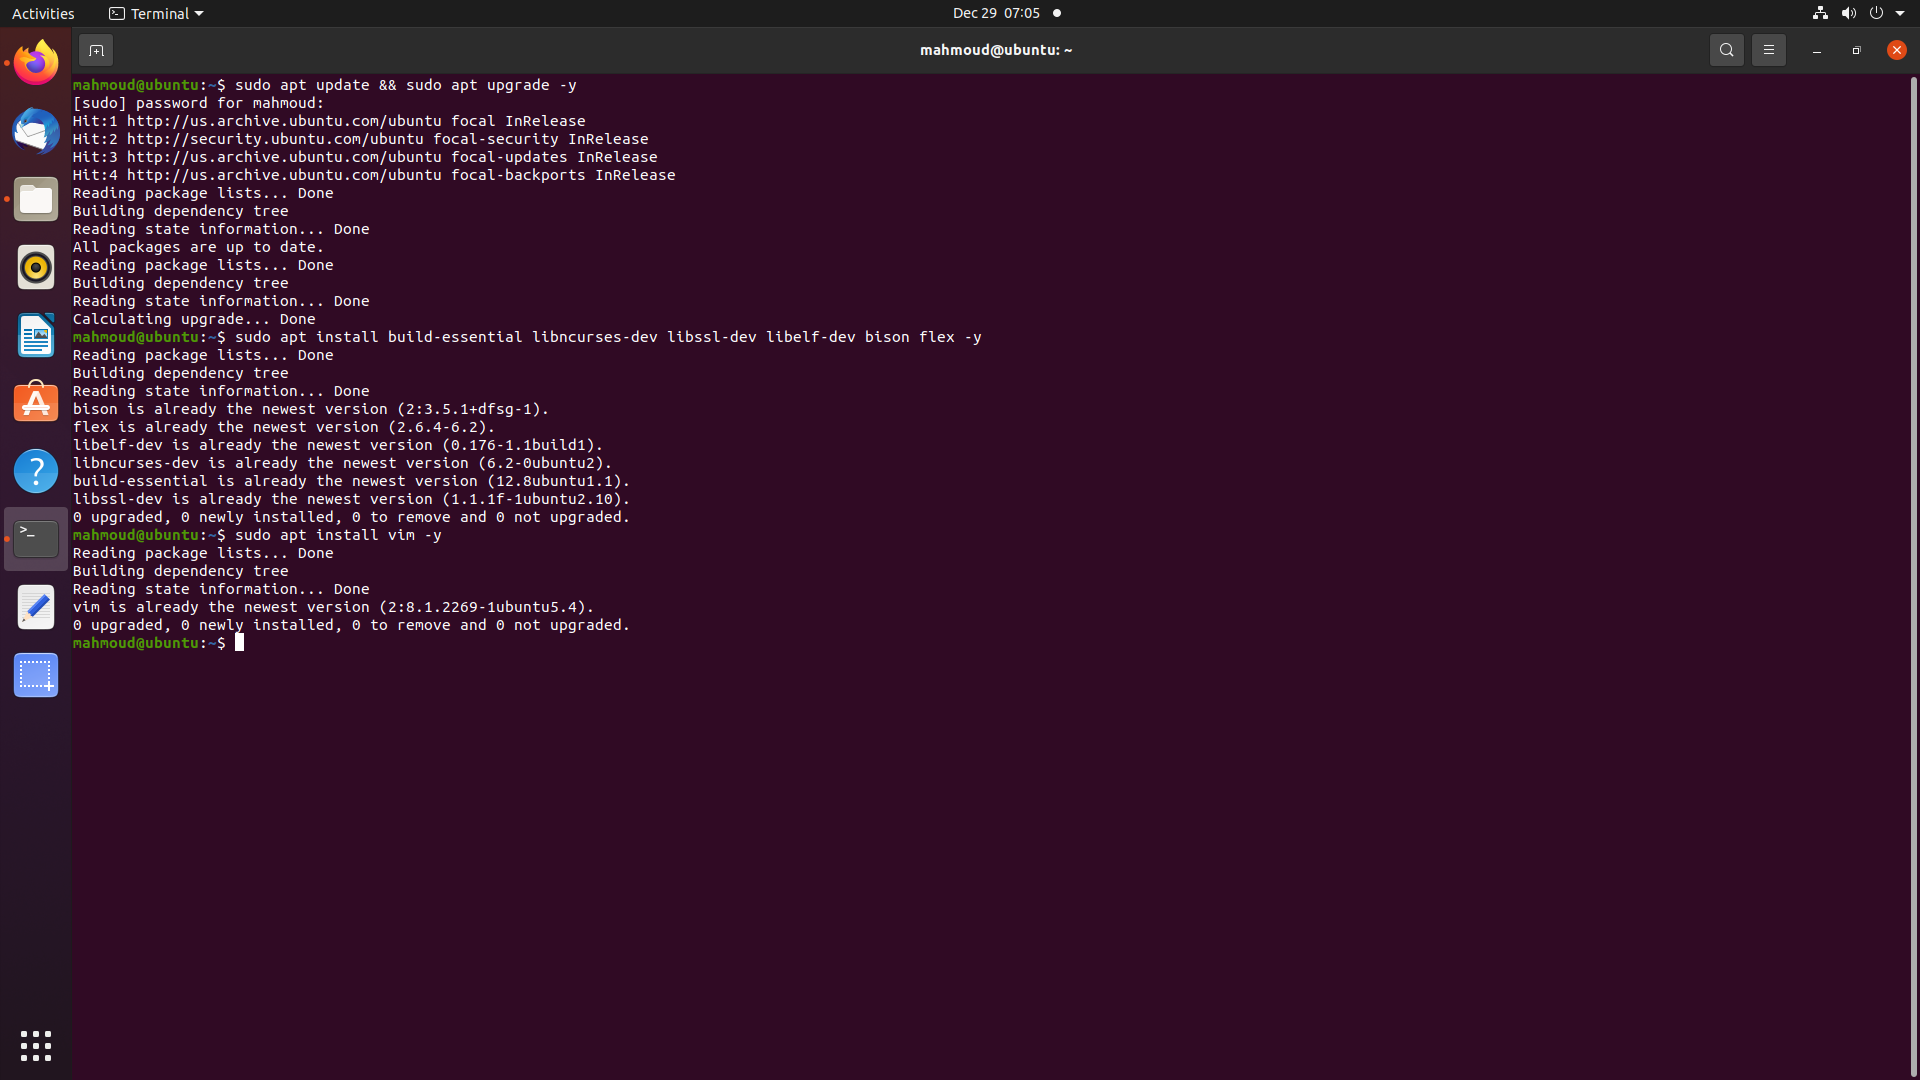 Activities Terminal Dec 29 07:05
mahmoud@ubuntu: ~
mahmoud@ubuntu:~$ sudo apt update && sudo apt upgrade -y
[sudo] password for mahmoud:
Hit:1 http://us.archive.ubuntu.com/ubuntu focal InRelease
Hit:2 http://security.ubuntu.com/ubuntu focal-security InRelease
Hit:3 http://us.archive.ubuntu.com/ubuntu focal-updates InRelease
Hit:4 http://us.archive.ubuntu.com/ubuntu focal-backports InRelease
Reading package lists... Done
Building dependency tree
Reading state information... Done
All packages are up to date.
Reading package lists... Done
Building dependency tree
Reading state information... Done
Calculating upgrade... Done
mahmoud@ubuntu:~$ sudo apt install build-essential libncurses-dev libssl-dev libelf-dev bison flex -y
Reading package lists... Done
Building dependency tree
Reading state information... Done
bison is already the newest version (2:3.5.1+dfsg-1).
flex is already the newest version (2.6.4-6.2).
libelf-dev is already the newest version (0.176-1.1build1).
libncurses-dev is already the newest version (6.2-0ubuntu2).
build-essential is already the newest version (12.8ubuntu1.1).
libssl-dev is already the newest version (1.1.1f-1ubuntu2.10).
0 upgraded, 0 newly installed, 0 to remove and 0 not upgraded.
mahmoud@ubuntu:~$ sudo apt install vim -y
Reading package lists... Done
Building dependency tree
Reading state information... Done
vim is already the newest version (2:8.1.2269-1ubuntu5.4).
0 upgraded, 0 newly installed, 0 to remove and 0 not upgraded.
mahmoud@ubuntu:~$